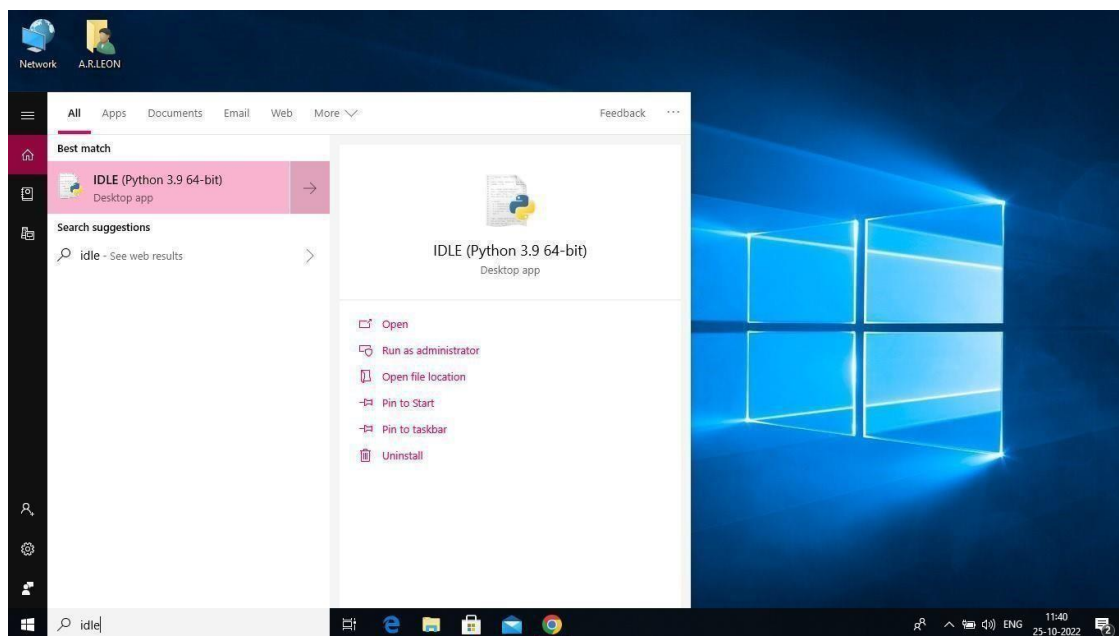 Network
A.R.LEON
All Apps Documents Email Web More Feedback ...
Best match
IDLE (Python 3.9 64-bit)
Desktop app
Search suggestions
idle - See web results
IDLE (Python 3.9 64-bit)
Desktop app
Open
Run as administrator
Open file location
Pin to Start
Pin to taskbar
Uninstall
idle
ENG
11:40
25-10-2022
2